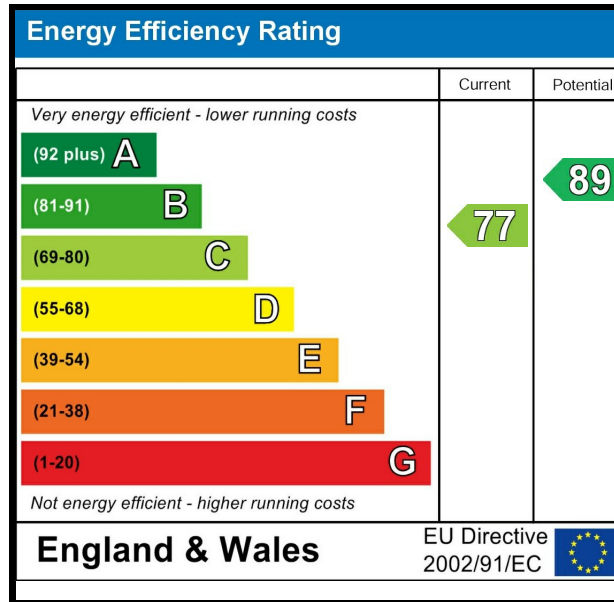 Energy Efficiency Rating
Current Potential
Very energy efficient - lower running costs
(92 plus) A
89
(81-91) B
77
(69-80) C
(55-68) D
(39-54) E
(21-38) F
(1-20) G
Not energy efficient - higher running costs
England & Wales
EU Directive
2002/91/EC